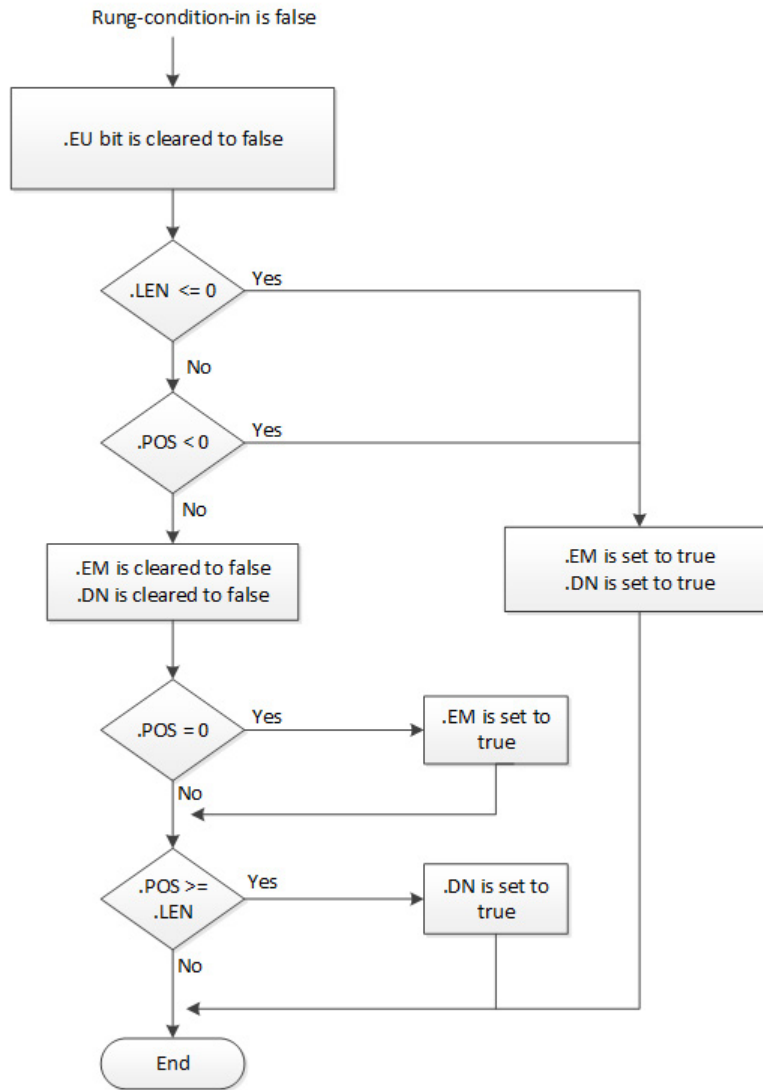 Rung-condition-in is false
.EU bit is cleared to false
.LEN <= 0
Yes
No
.POS < 0
Yes
No
.EM is cleared to false
.DN is cleared to false
.EM is set to true
.DN is set to true
.POS = 0
Yes
.EM is set to
true
No
.POS >=
.LEN
Yes
.DN is set to
true
No
End